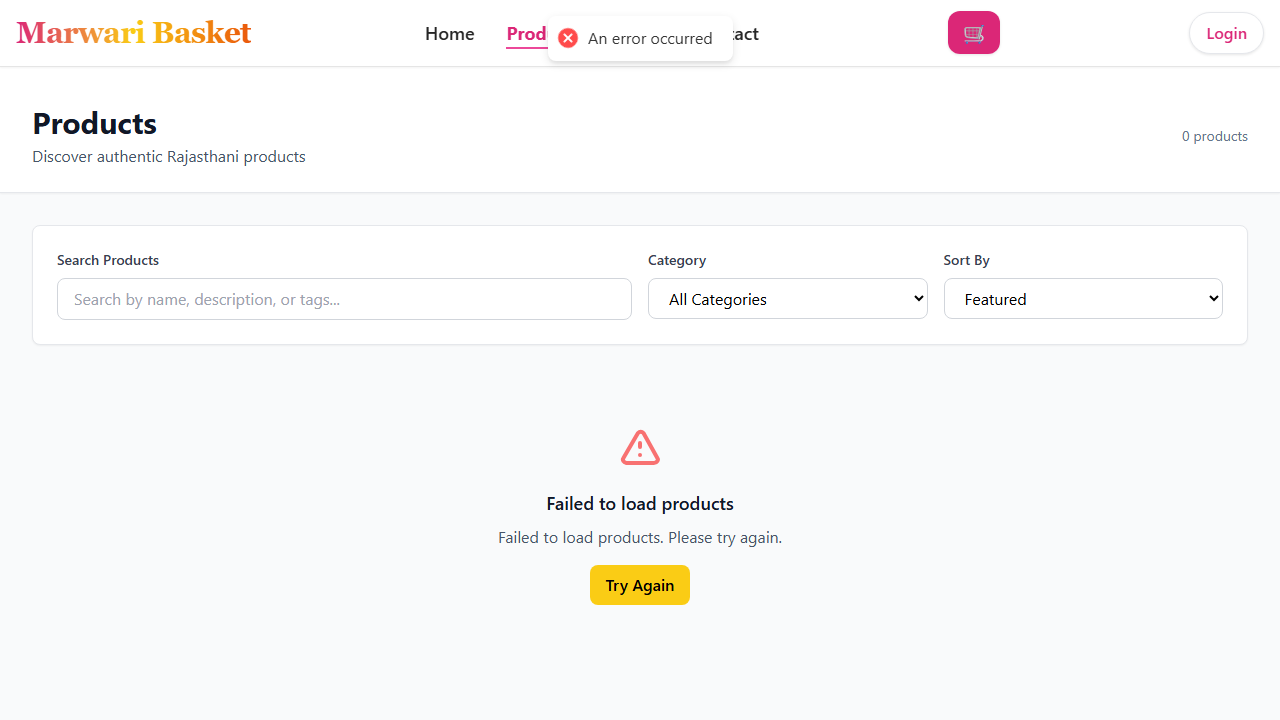 Marwari Basket
Home
Prod
An error occurred
tact
Login
Products
Discover authentic Rajasthani products
0 products
Search Products
Category
Sort By
Search by name, description, or tags...
All Categories
Featured
Failed to load products
Failed to load products. Please try again.
Try Again